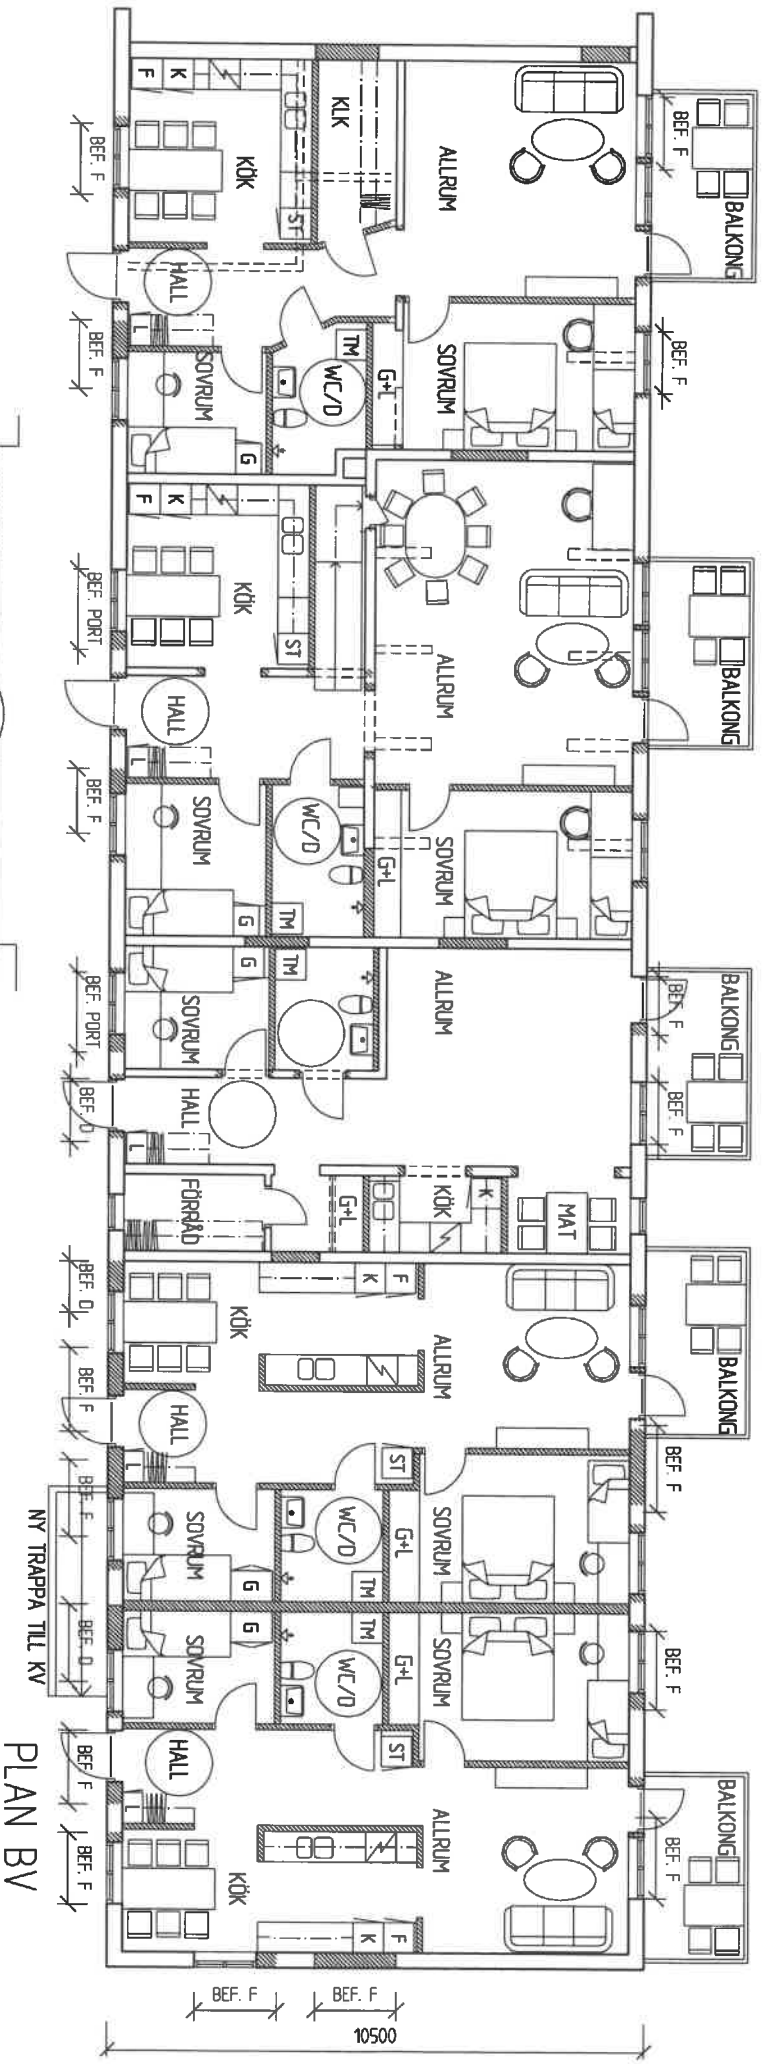 BALKONG
BEF. F
BEF. F
ALLRUM
SOVRUM
KLK
G+L
TM
WC/D
K
F
KÖK
ST
HALL
L
SOVRUM
G
BEF. F
BEF. F
BALKONG
ALLRUM
SOVRUM
G+L
WC/D
TM
K
F
KÖK
ST
HALL
L
SOVRUM
G
BEF. PORT
BEF. F
BALKONG
BEF. F
BEF. F
ALLRUM
MAT
K
KÖK
G+L
TM
G
SOVRUM
HALL
L
FÖRRÅD
BEF. PORT
BEF. D
BALKONG
BEF. F
ALLRUM
SOVRUM
F
K
ST
G+L
WC/D
TM
KÖK
HALL
L
SOVRUM
G
BEF. D
BEF. F
BEF. F
BEF. D
NY TRAPPA TILL KV
BALKONG
BEF. F
BEF. F
SOVRUM
ALLRUM
G+L
TM
WC/D
ST
F
K
G
SOVRUM
HALL
L
KÖK
BEF. F
BEF. F
BEF. F
BEF. F
10500
PLAN BV